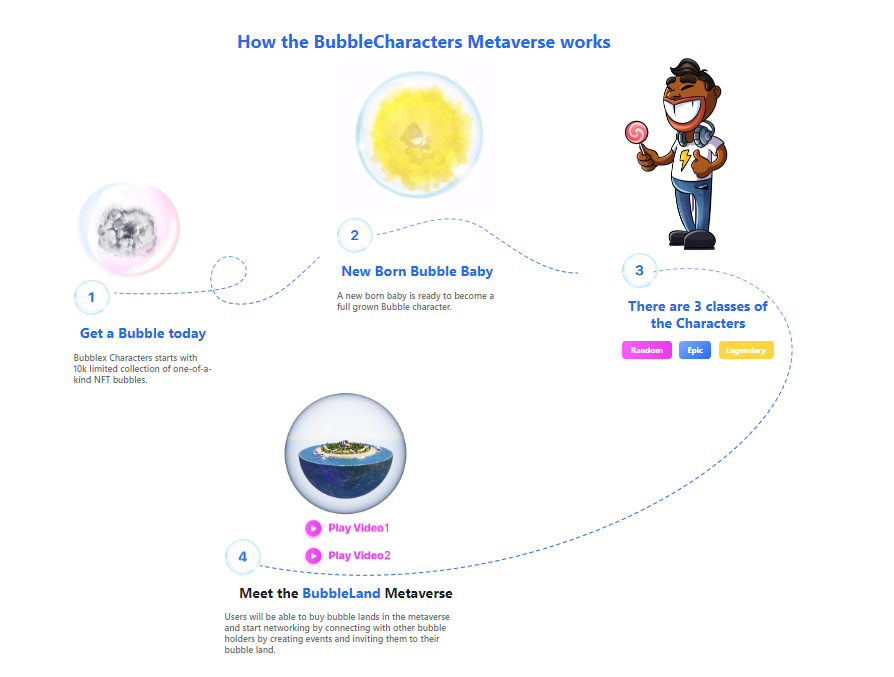 How the BubbleCharacters Metaverse works
1
Get a Bubble today
Bubblex Characters starts with
10k limited collection of one-of-a-
kind NFT bubbles.
2
New Born Bubble Baby
A new born baby is ready to become a
full grown Bubble character.
3
There are 3 classes of
the Characters
Random Epic Legendary
Play Video1
Play Video2
4
Meet the BubbleLand Metaverse
Users will be able to buy bubble lands in the metaverse
and start networking by connecting with other bubble
holders by creating events and inviting them to their
bubble land.